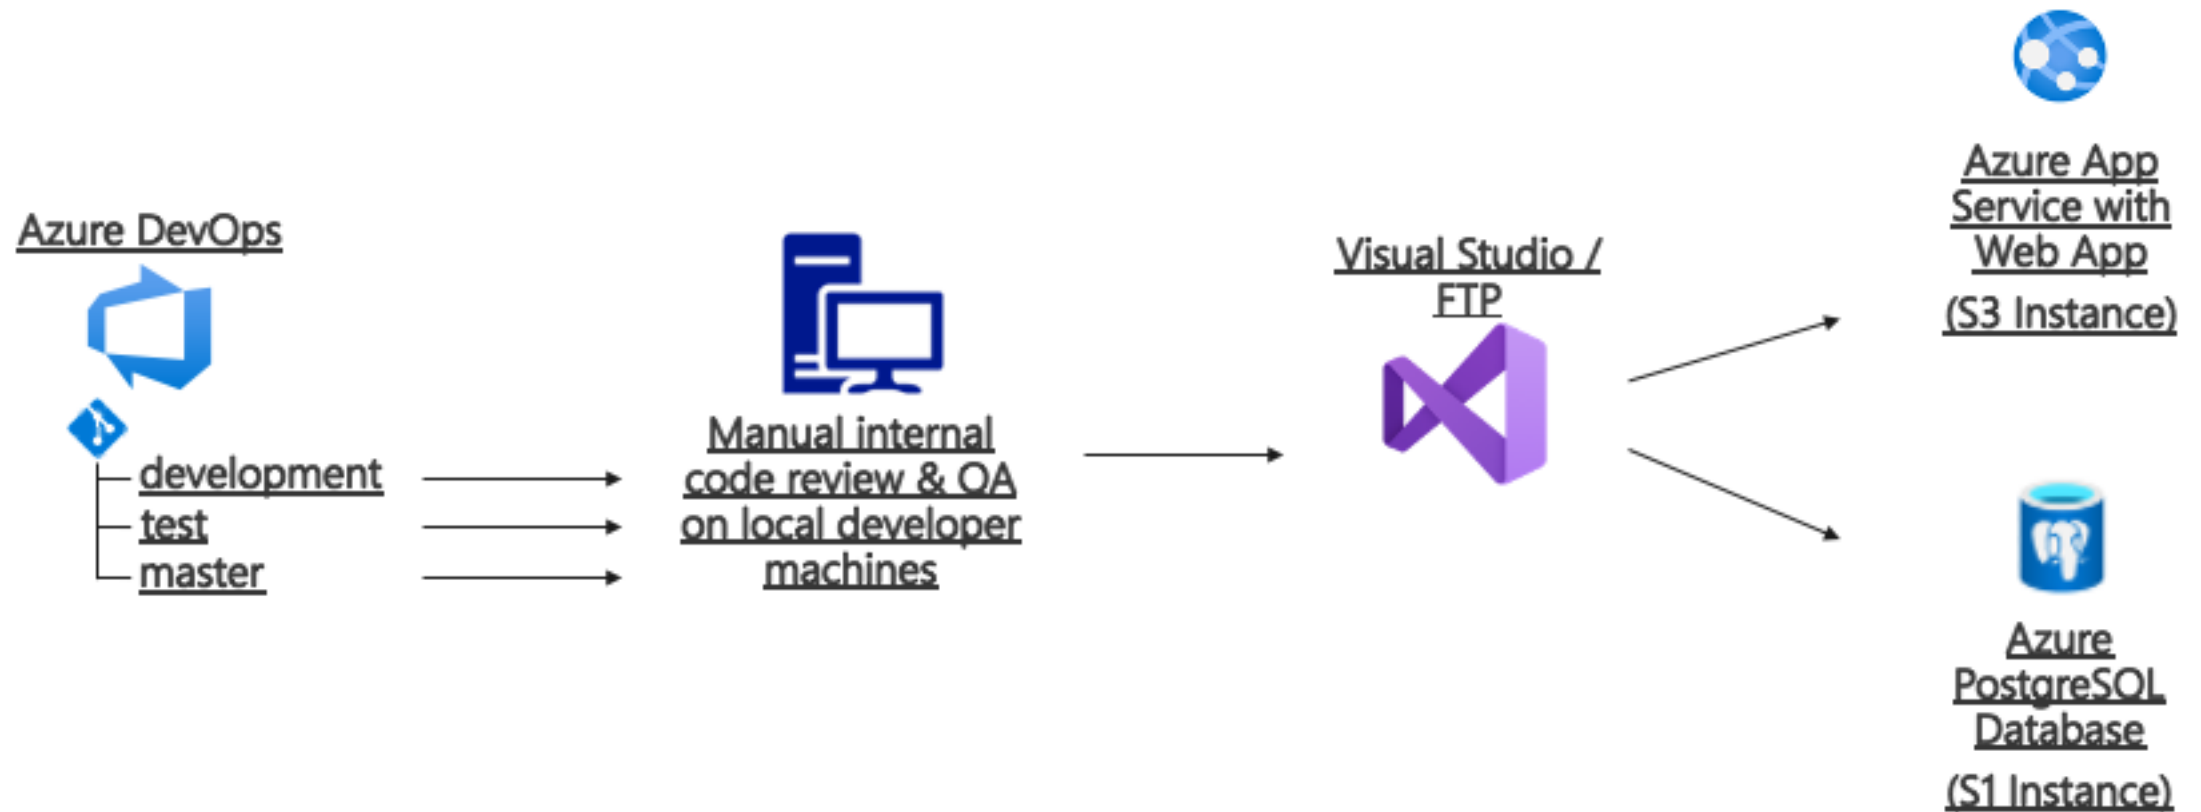 Azure DevOps
development
test
master
Manual internal
code review & QA
on local developer
machines
Visual Studio /
FTP
Azure App
Service with
Web App
(S3 Instance)
Azure
PostgreSQL
Database
(S1 Instance)